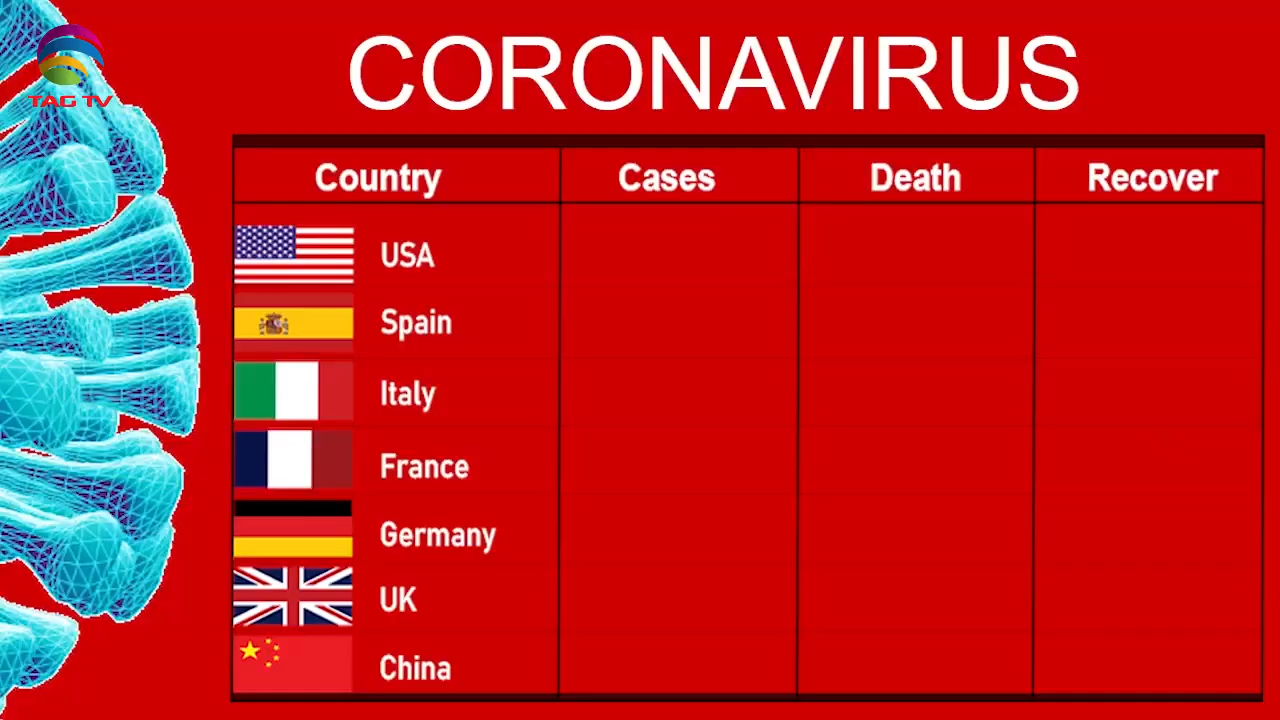 TAG TV
CORONAVIRUS
Country Cases Death Recover
USA
Spain
Italy
France
Germany
UK
China